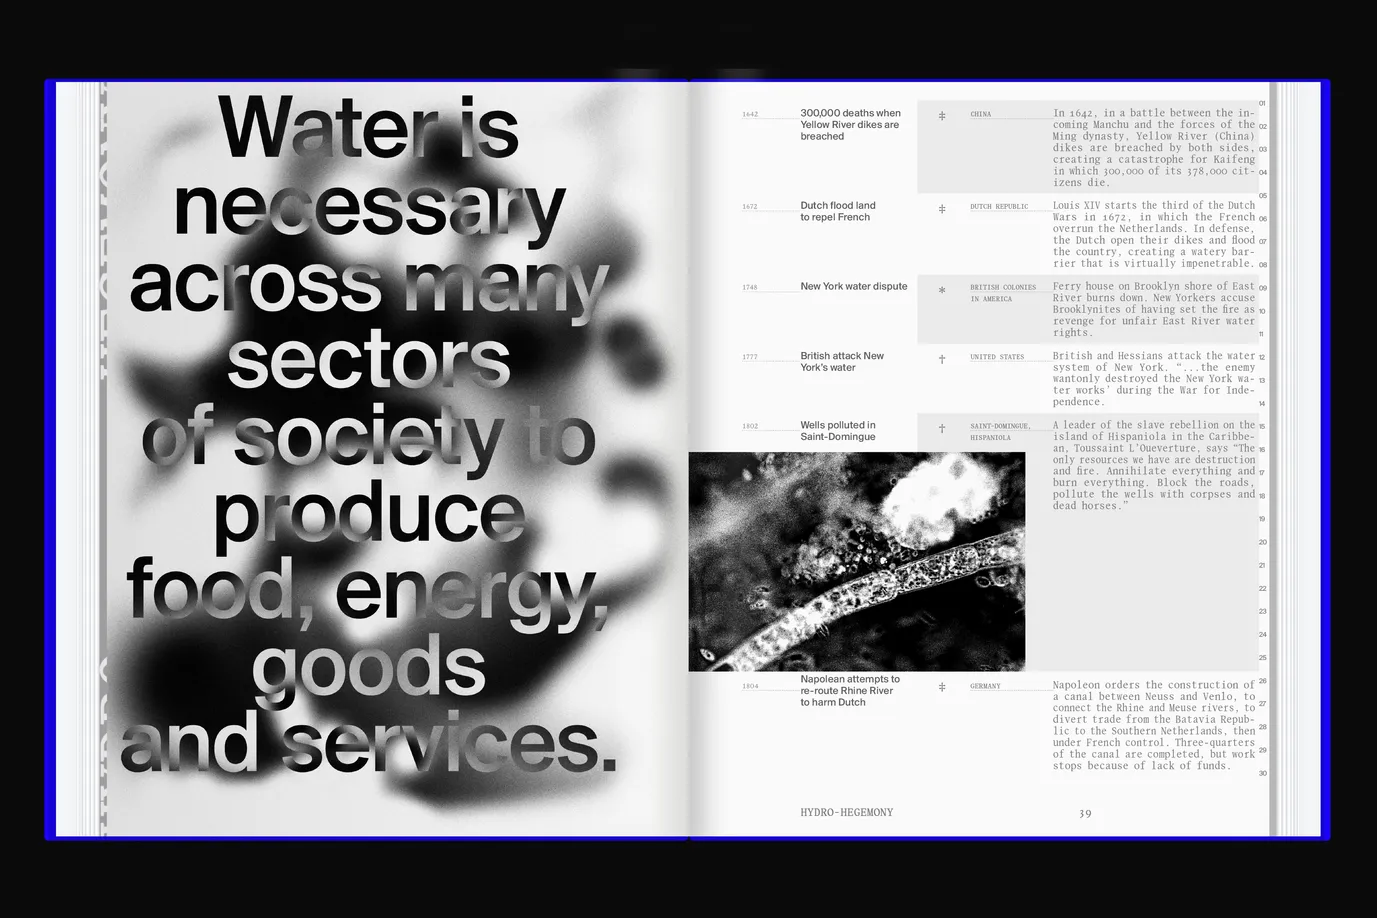 Water is
necessary
across many
sectors
of society to
produce
food, energy,
goods
and services.
1642
300,000 deaths when
Yellow River dikes are
breached
‡
CHINA
In 1642, in a battle between the in-
coming Manchu and the forces of the
Ming dynasty, Yellow River (China)
dikes are breached by both sides,
creating a catastrophe for Kaifeng
in which 300,000 of its 378,000 cit-
izens die.
1672
Dutch flood land
to repel French
‡
DUTCH REPUBLIC
Louis XIV starts the third of the Dutch
Wars in 1672, in which the French
overrun the Netherlands. In defense,
the Dutch open their dikes and flood
the country, creating a watery bar-
rier that is virtually impenetrable.
1748
New York water dispute
*
BRITISH COLONIES
IN AMERICA
Ferry house on Brooklyn shore of East
River burns down. New Yorkers accuse
Brooklynites of having set the fire as
revenge for unfair East River water
rights.
1777
British attack New
York's water
†
UNITED STATES
British and Hessians attack the water
system of New York. “...the enemy
wantonly destroyed the New York wa-
ter works’ during the War for Inde-
pendence.
1802
Wells polluted in
Saint-Domingue
†
SAINT-DOMINGUE,
HISPANIOLA
A leader of the slave rebellion on the
island of Hispaniola in the Caribbe-
an, Toussaint L'Oueverture, says “The
only resources we have are destruction
and fire. Annihilate everything and
burn everything. Block the roads,
pollute the wells with corpses and
dead horses.”
1804
Napolean attempts to
re-route Rhine River
to harm Dutch
‡
GERMANY
Napoleon orders the construction of
a canal between Neuss and Venlo, to
connect the Rhine and Meuse rivers, to
divert trade from the Batavia Repub-
lic to the Southern Netherlands, then
under French control. Three-quarters
of the canal are completed, but work
stops because of lack of funds.
01
02
03
04
05
06
07
08
09
10
11
12
13
14
15
16
17
18
19
20
21
22
23
24
25
26
27
28
29
30
HYDRO-HEGEMONY
39